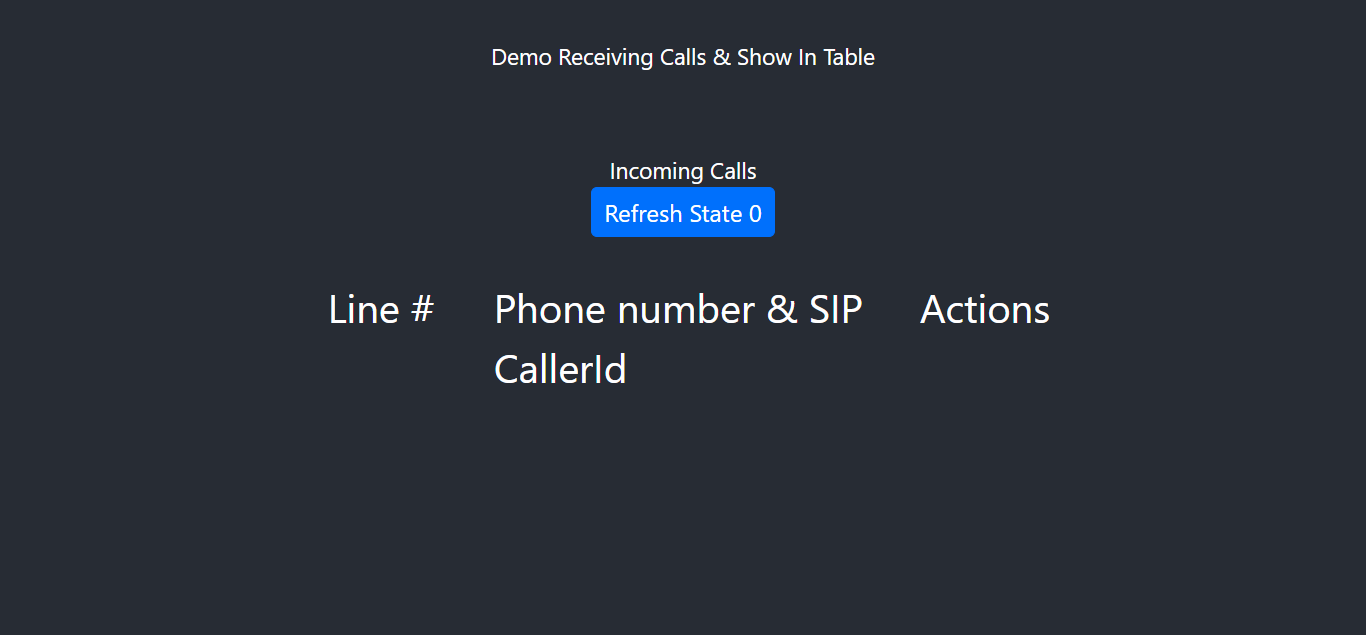 Demo Receiving Calls & Show In Table
Incoming Calls
Refresh State 0
Line # Phone number & SIP Actions
CallerId